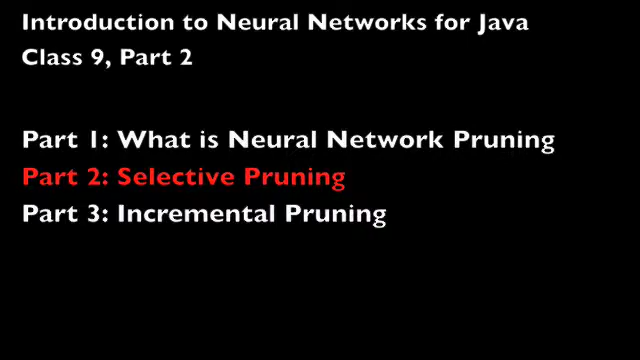 Introduction to Neural Networks for Java
Class 9, Part 2
Part 1: What is Neural Network Pruning
Part 2: Selective Pruning
Part 3: Incremental Pruning